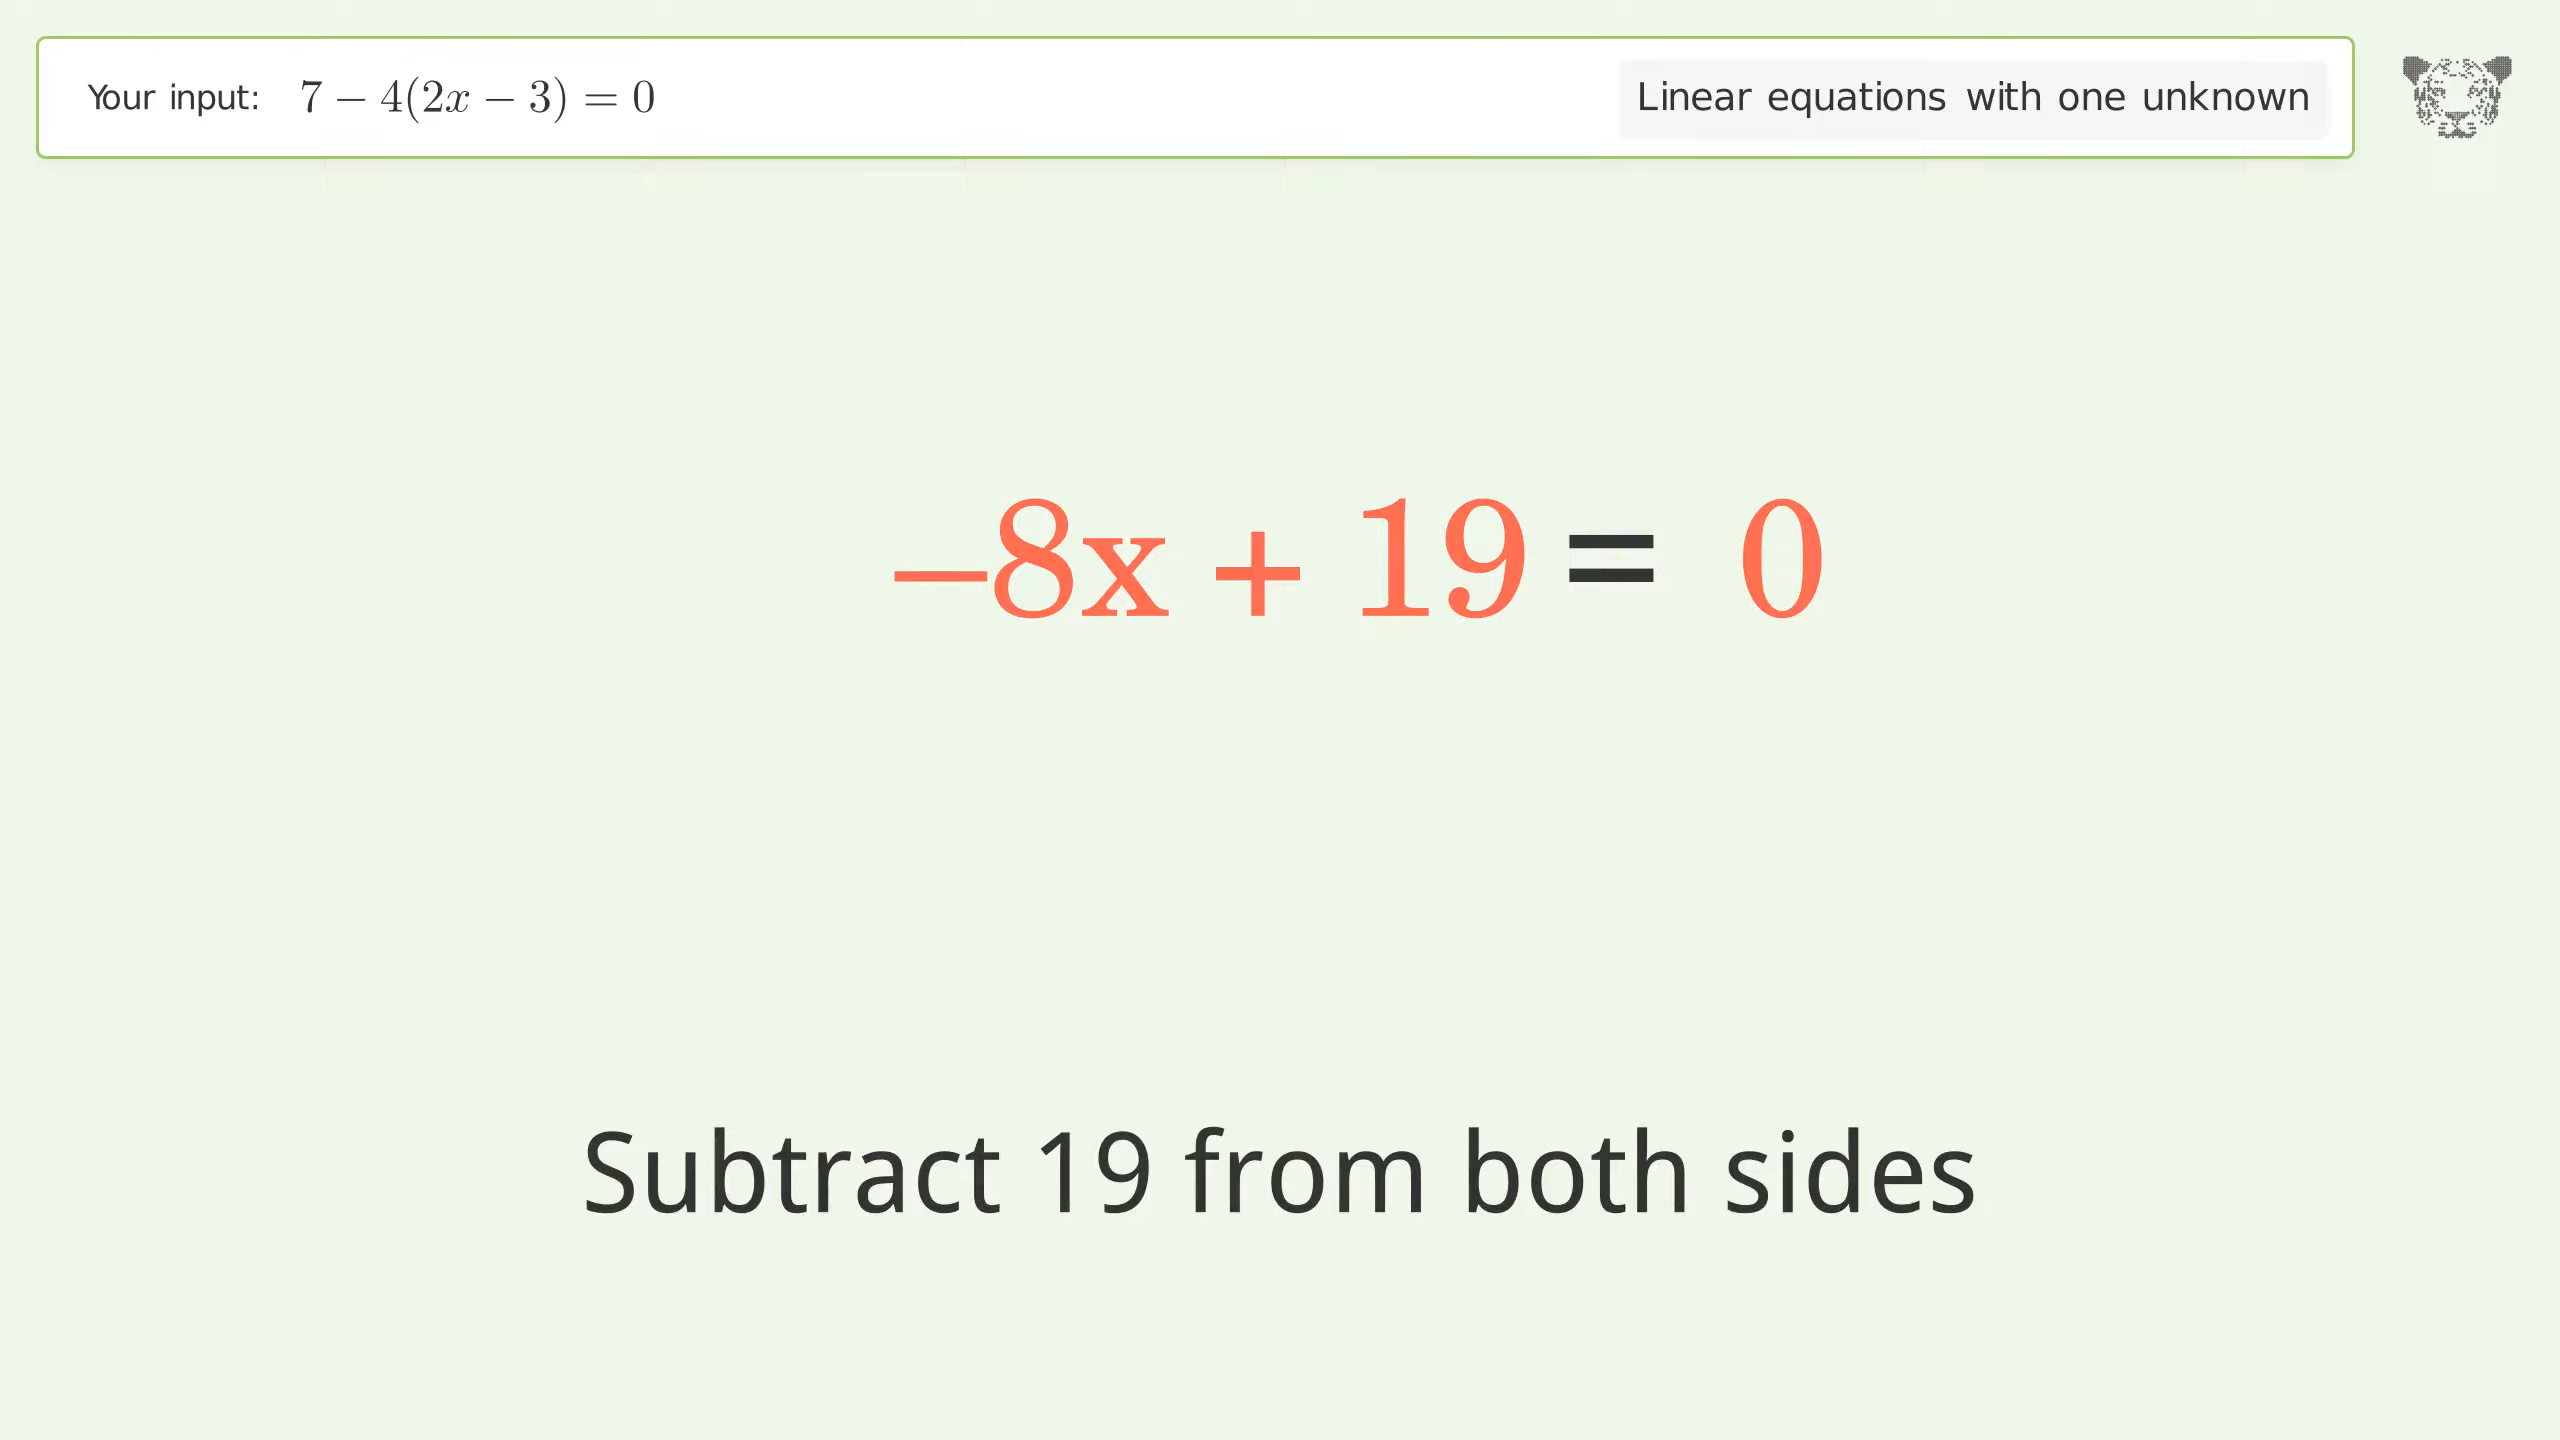 Your input: 7 − 4(2x − 3) = 0
Linear equations with one unknown
−8x + 19 = 0
Subtract 19 from both sides